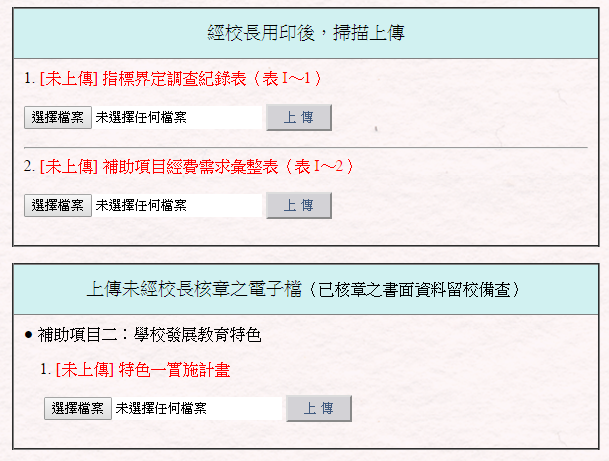 經校長用印後，掃描上傳
1. [未上傳] 指標界定調查紀錄表（表 I～1）
選擇檔案 未選擇任何檔案 上 傳
2. [未上傳] 補助項目經費需求彙整表（表 I～2）
選擇檔案 未選擇任何檔案 上 傳
上傳未經校長核章之電子檔（已核章之書面資料留校備查）
● 補助項目二：學校發展教育特色
1. [未上傳] 特色一實施計畫
選擇檔案 未選擇任何檔案 上 傳